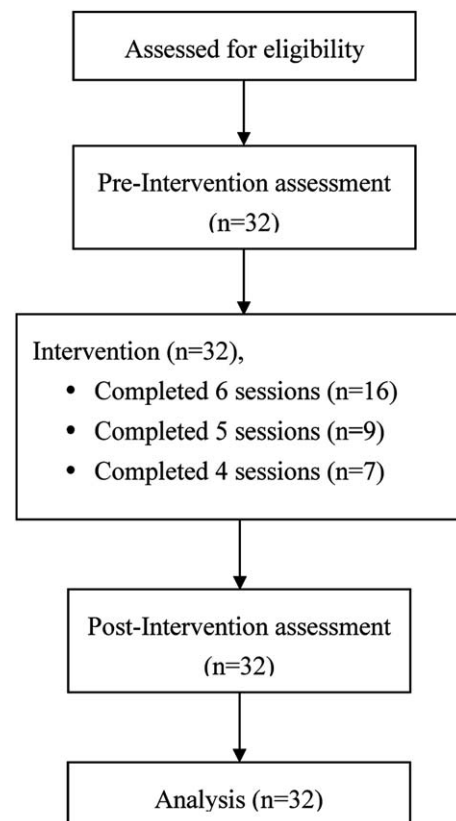 Assessed for eligibility
Pre-Intervention assessment
(n=32)
Intervention (n=32),
• Completed 6 sessions (n=16)
• Completed 5 sessions (n=9)
• Completed 4 sessions (n=7)
Post-Intervention assessment
(n=32)
Analysis (n=32)